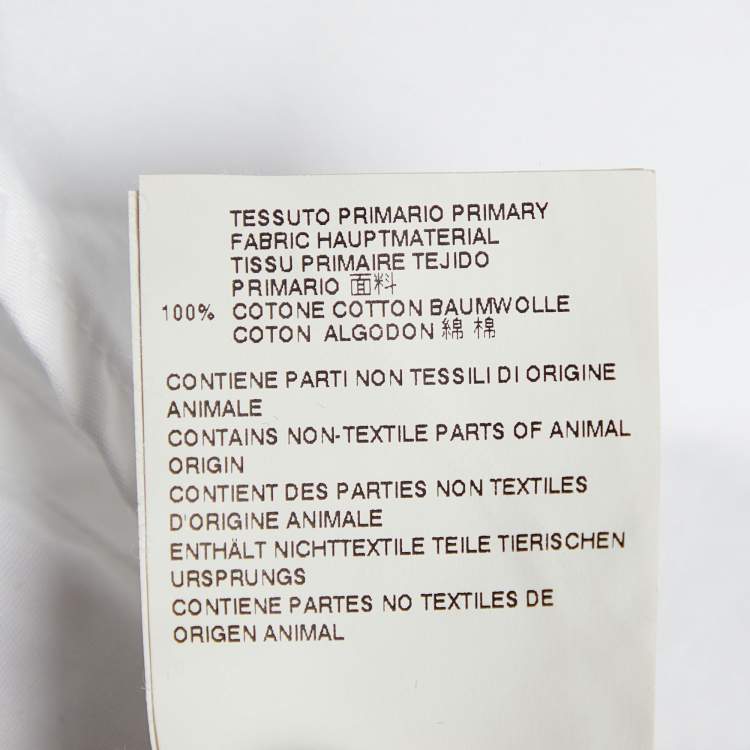 TESSUTO PRIMARIO PRIMARY
FABRIC HAUPTMATERIAL
TISSU PRIMAIRE TEJIDO
PRIMARIO 面料
100% COTONE COTTON BAUMWOLLE
COTON ALGODON 綿 棉
CONTIENE PARTI NON TESSILI DI ORIGINE
ANIMALE
CONTAINS NON-TEXTILE PARTS OF ANIMAL
ORIGIN
CONTIENT DES PARTIES NON TEXTILES
D'ORIGINE ANIMALE
ENTHÄLT NICHTTEXTILE TEILE TIERISCHEN
URSPRUNGS
CONTIENE PARTES NO TEXTILES DE
ORIGEN ANIMAL